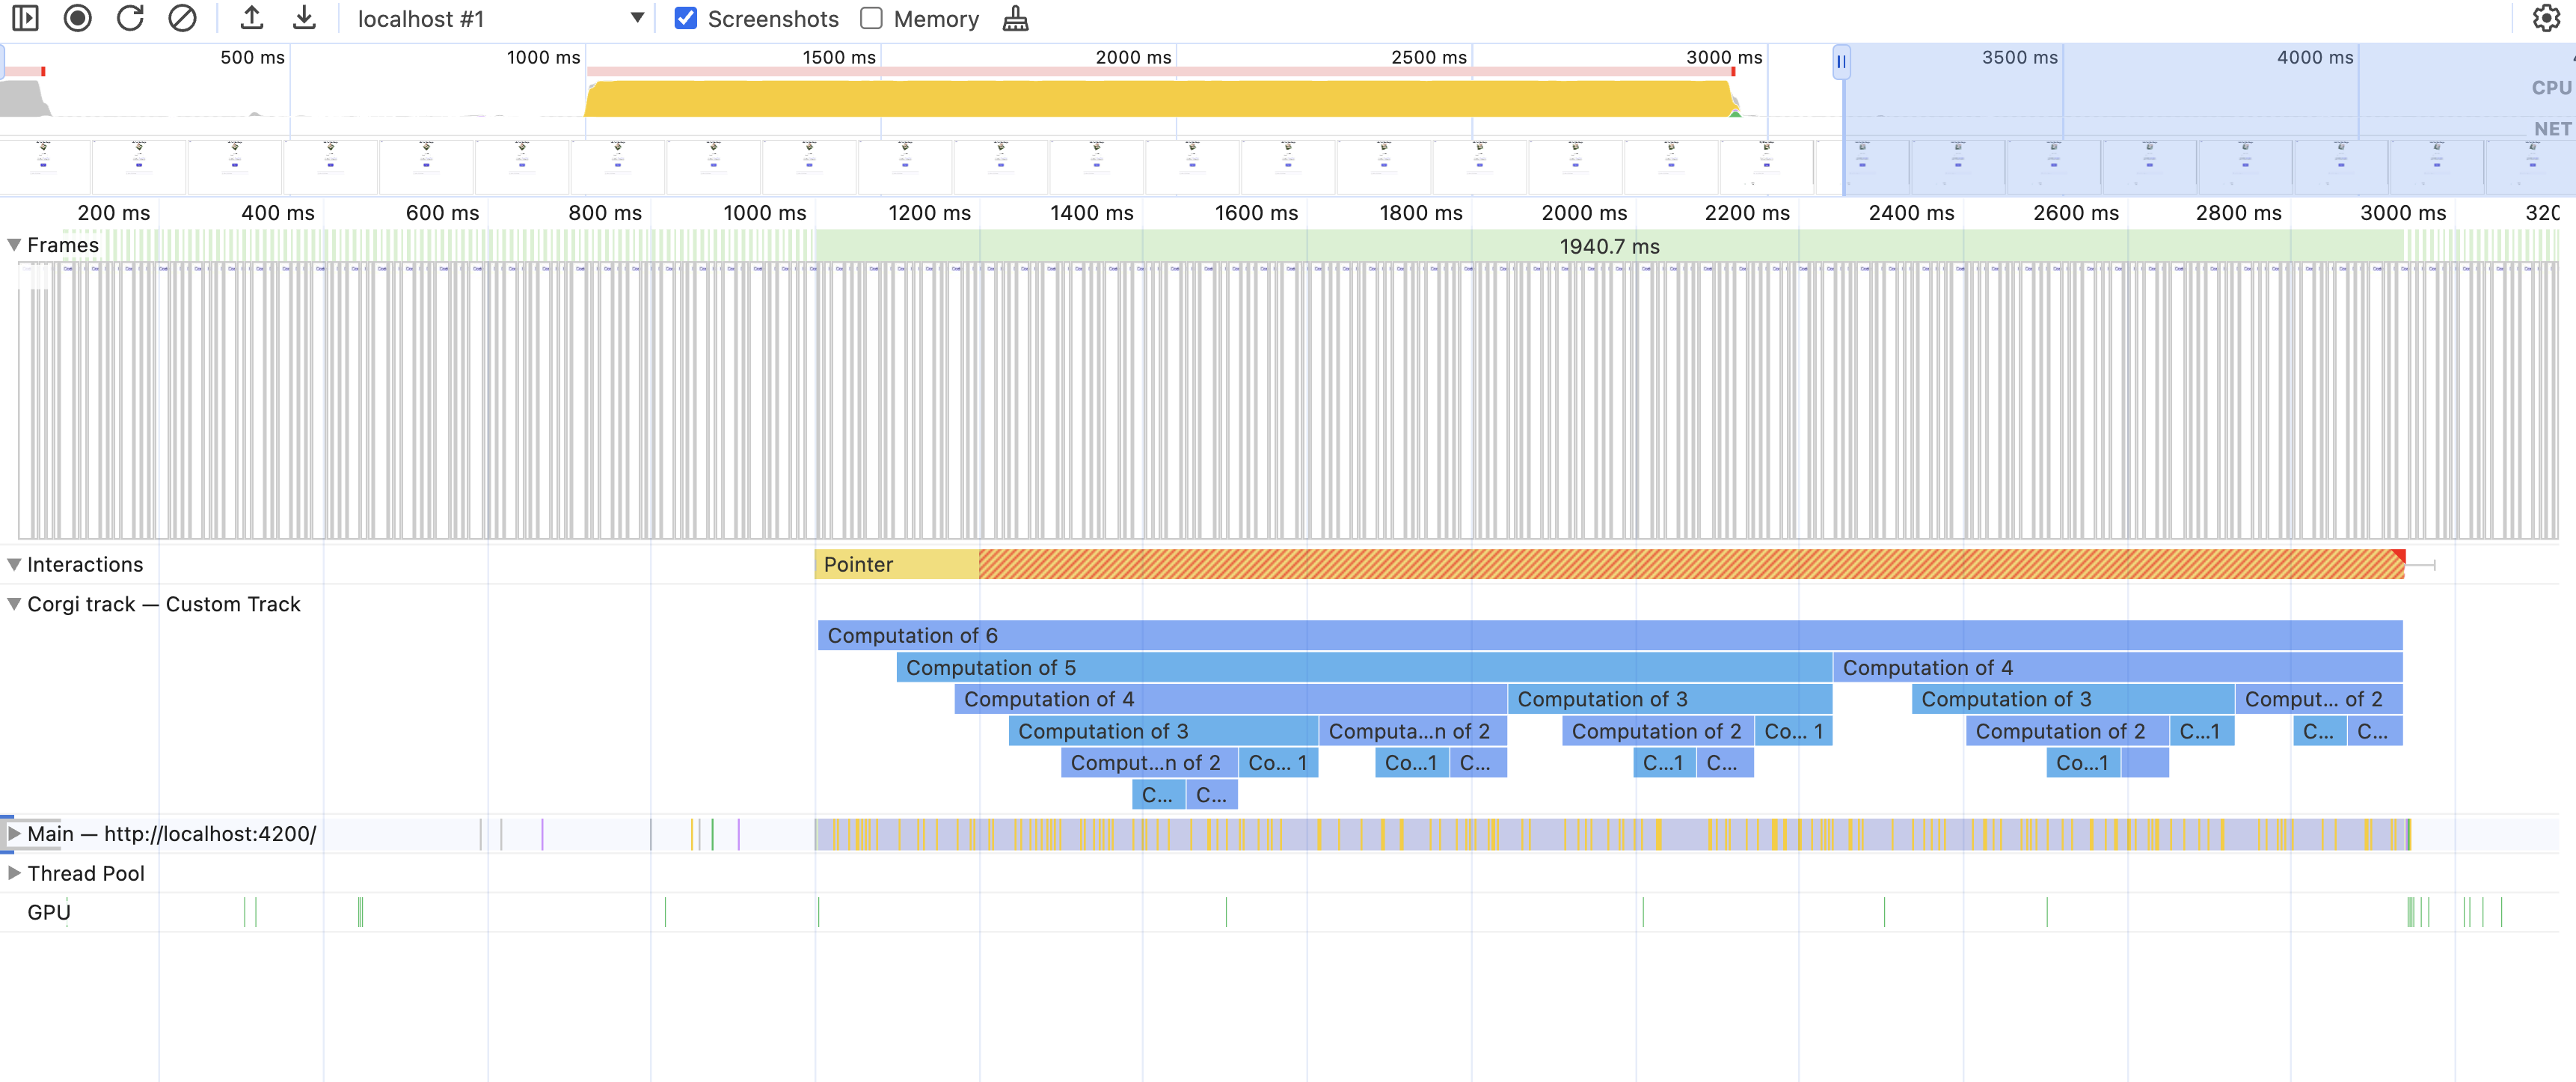 localhost #1 Screenshots Memory
500 ms 1000 ms 1500 ms 2000 ms 2500 ms 3000 ms 3500 ms 4000 ms
CPU
NET
200 ms 400 ms 600 ms 800 ms 1000 ms 1200 ms 1400 ms 1600 ms 1800 ms 2000 ms 2200 ms 2400 ms 2600 ms 2800 ms 3000 ms 320
Frames 1940.7 ms
Interactions Pointer
Corgi track — Custom Track
Computation of 6
Computation of 5 Computation of 4
Computation of 4 Computation of 3 Computation of 3 Comput... of 2
Computation of 3 Computa...n of 2 Computation of 2 Co... 1 Computation of 2 C...1 C... C...
Comput...n of 2 Co... 1 Co...1 C... C...1 C... Co...1
C... C...
Main — http://localhost:4200/
Thread Pool
GPU